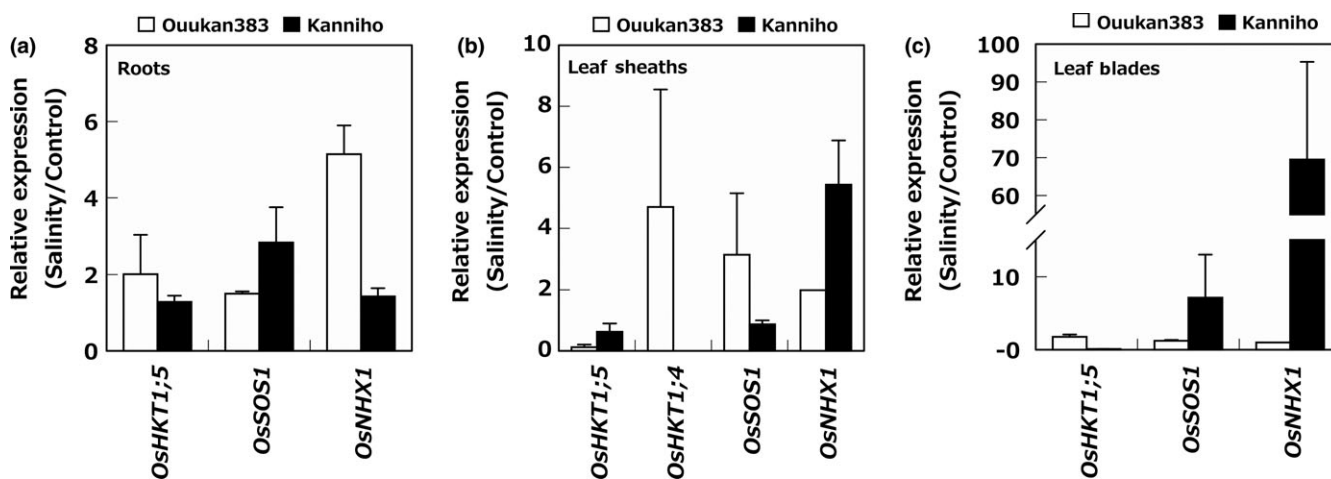 (a)
Ouukan383 Kanniho
Roots
Relative expression
(Salinity/Control)
8
6
4
2
0
OsHKT1;5
OsSOS1
OsNHX1
(b)
Ouukan383 Kanniho
Leaf sheaths
Relative expression
(Salinity/Control)
10
8
6
4
2
0
OsHKT1;5
OsHKT1;4
OsSOS1
OsNHX1
(c)
Ouukan383 Kanniho
Leaf blades
Relative expression
(Salinity/Control)
100
90
80
70
60
10
-0
OsHKT1;5
OsSOS1
OsNHX1